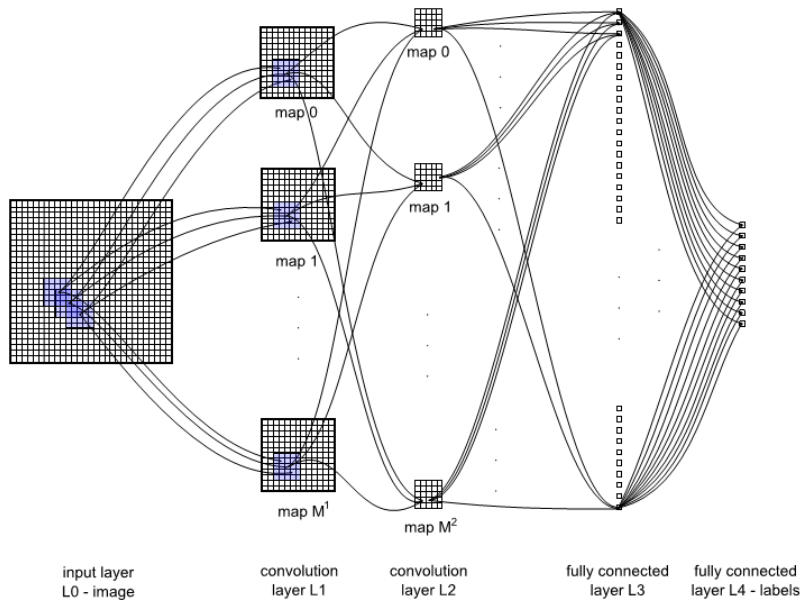 map 0
map 0
map 1
map 1
map M¹
map M²
input layer
L0 - image
convolution
layer L1
convolution
layer L2
fully connected
layer L3
fully connected
layer L4 - labels